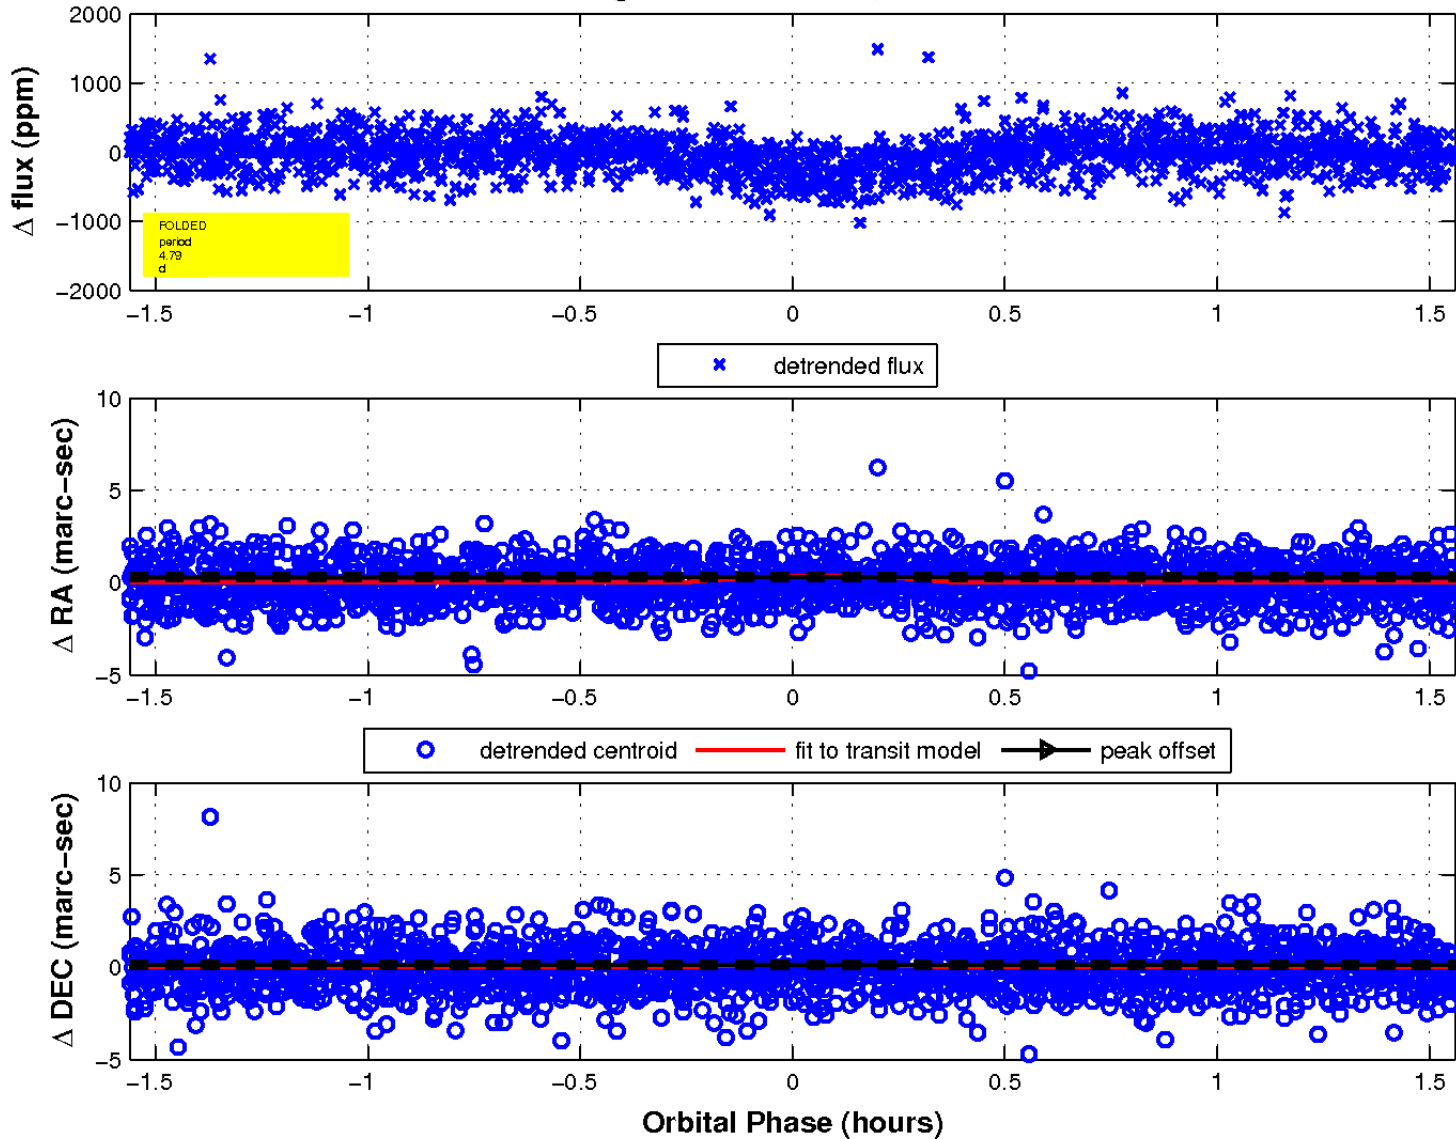 2000
1000
0
−1000
−2000
Δ flux (ppm)
FOLDED
period
4.79
d
−1.5 −1 −0.5 0 0.5 1 1.5
detrended flux
10
5
0
−5
Δ RA (marc−sec)
−1.5 −1 −0.5 0 0.5 1 1.5
detrended centroid fit to transit model peak offset
10
5
0
−5
Δ DEC (marc−sec)
−1.5 −1 −0.5 0 0.5 1 1.5
Orbital Phase (hours)